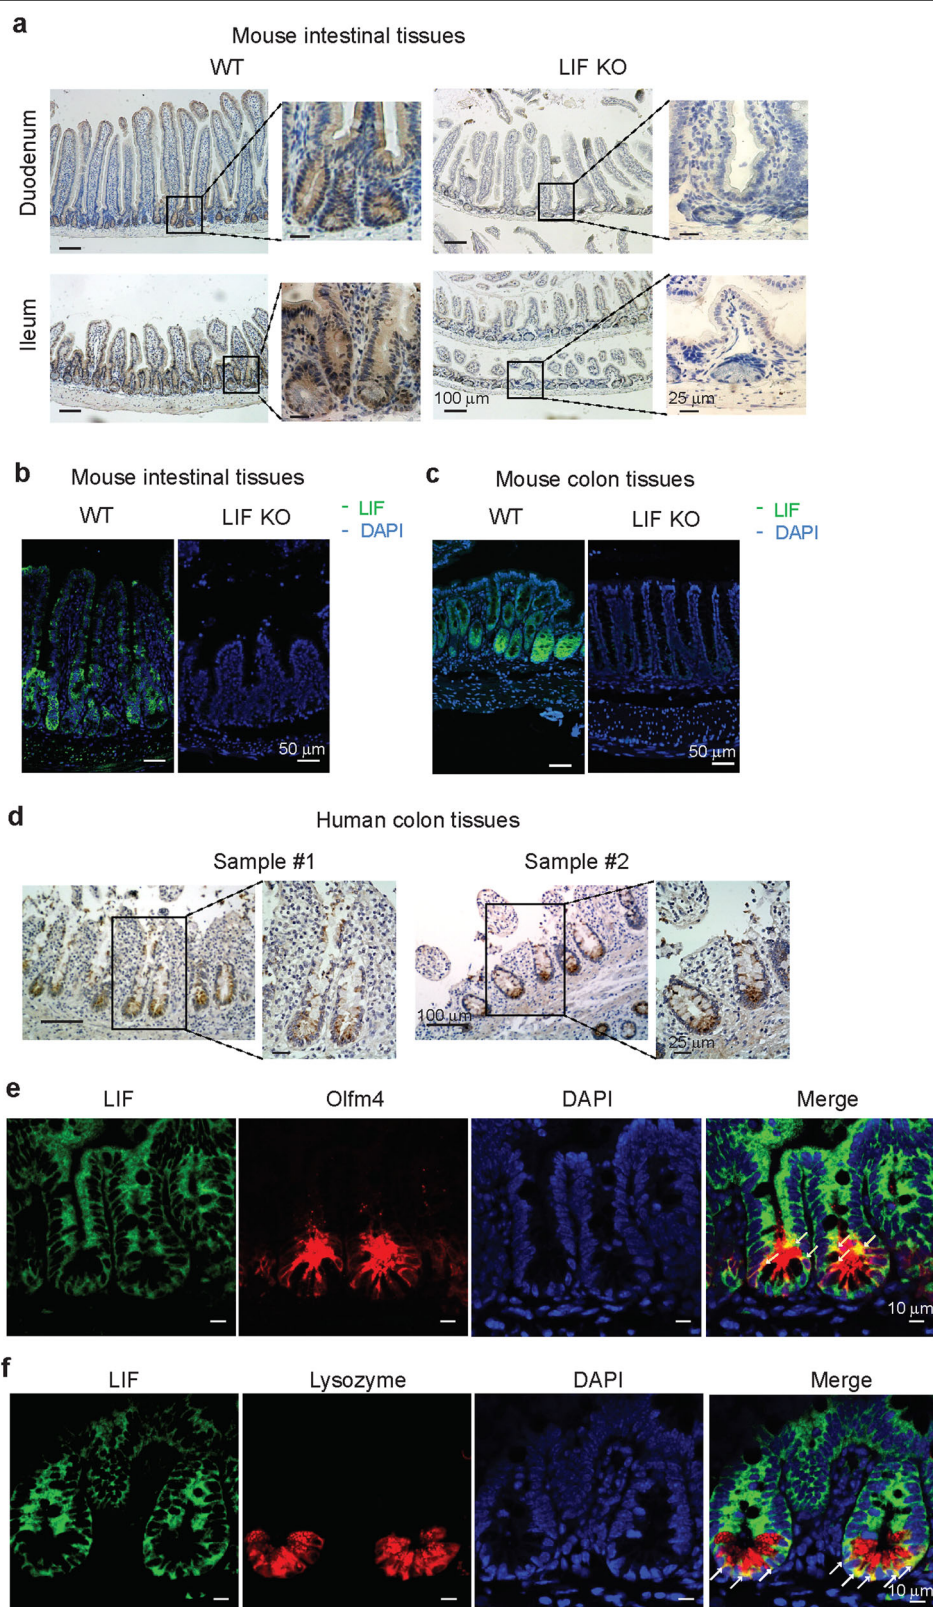 a
Mouse intestinal tissues
WT
LIF KO
Duodenum
Ileum
100 μm
25 μm
b
Mouse intestinal tissues
WT
LIF KO
- LIF
- DAPI
50 μm
c
Mouse colon tissues
WT
LIF KO
- LIF
- DAPI
50 μm
d
Human colon tissues
Sample #1
Sample #2
100 μm
25 μm
e
LIF
Olfm4
DAPI
Merge
10 μm
f
LIF
Lysozyme
DAPI
Merge
10 μm